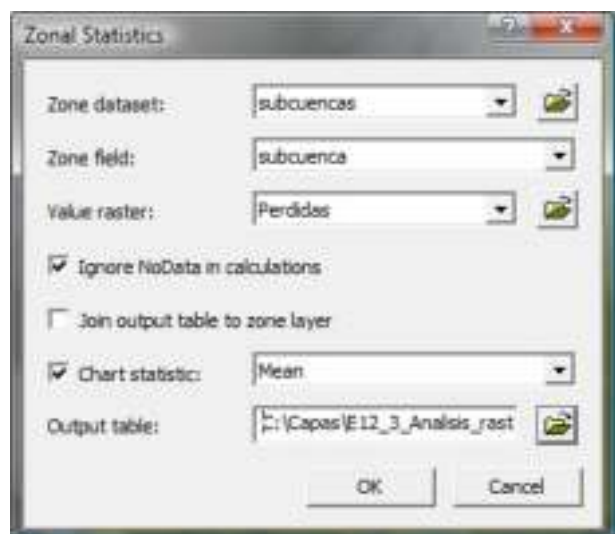 Zonal Statistics
Zone dataset: subcuencas
Zone field: subcuenca
Value raster: Perdidas
Ignore NoData in calculations
Join output table to zone layer
Chart statistic: Mean
Output table: C:\Capas\E12_3_Analisis_rast
OK Cancel